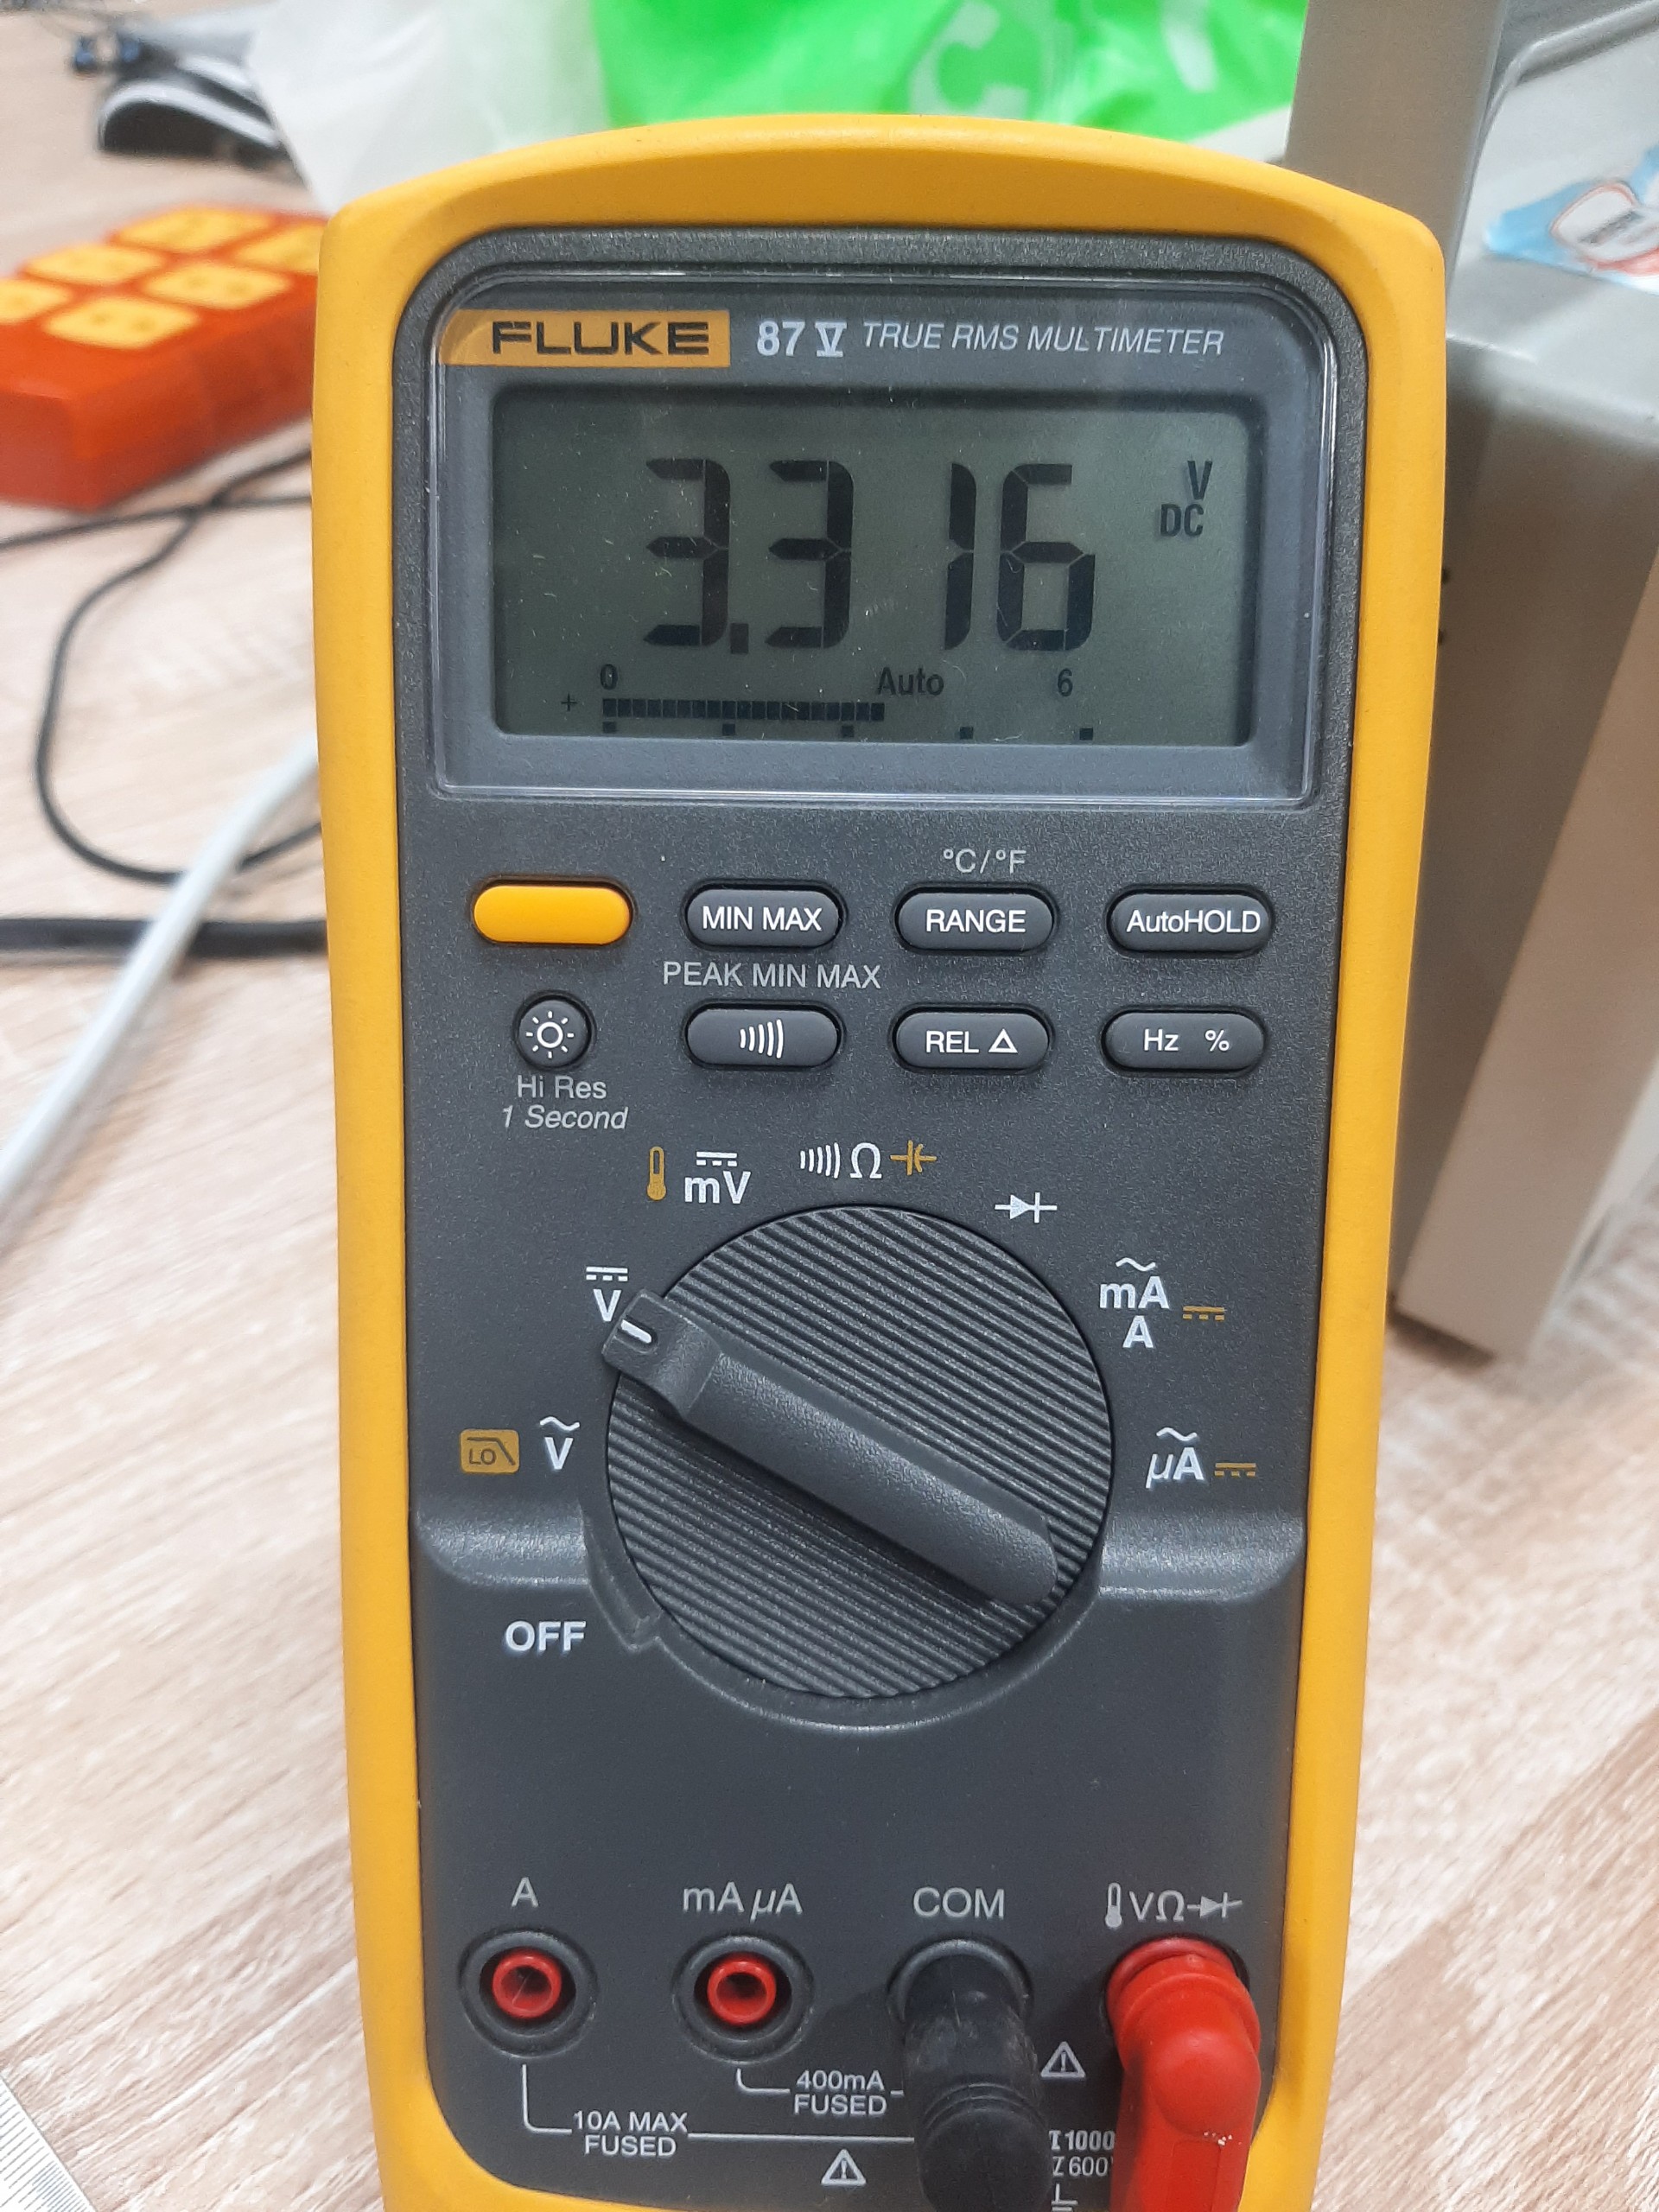 FLUKE 87 V TRUE RMS MULTIMETER
3.316 V
DC
0 Auto 6
+
°C/°F
MIN MAX RANGE AutoHOLD
PEAK MIN MAX
REL △ Hz %
Hi Res
1 Second
mV Ω
V
mA
A
LO V
µA
OFF
A mA µA COM VΩ
400mA
FUSED
10A MAX
FUSED
1000
600